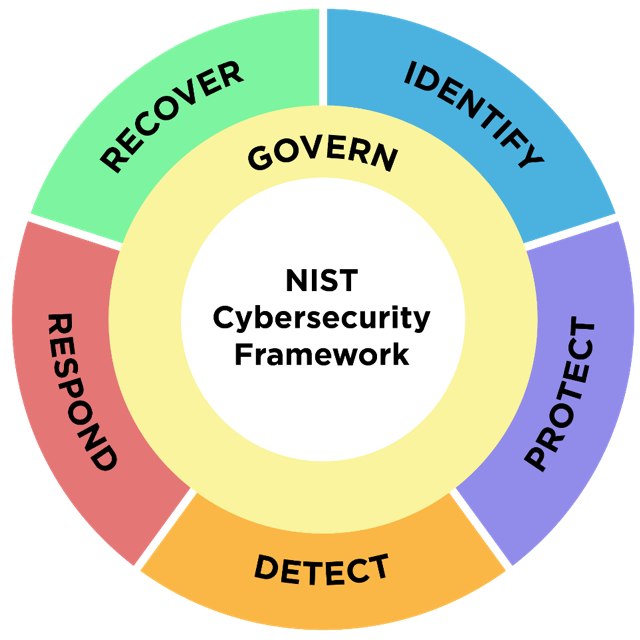 RECOVER
IDENTIFY
GOVERN
NIST
Cybersecurity
Framework
RESPOND
PROTECT
DETECT